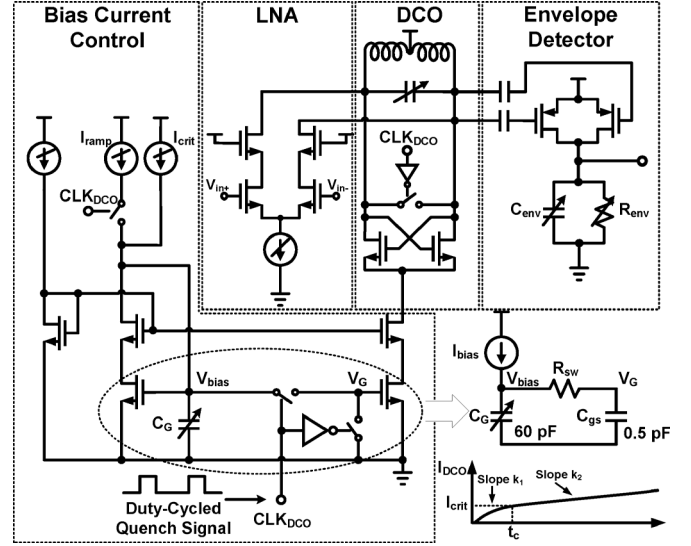 Bias Current
Control
LNA
DCO
Envelope
Detector
I_ramp
I_crit
CLK_DCO
CLK_DCO
V_in+
V_in-
C_env
R_env
V_bias
V_G
C_G
Duty-Cycled
Quench Signal
CLK_DCO
I_bias
V_bias
R_sw
V_G
C_G
60 pF
C_gs
0.5 pF
I_DCO
Slope k_1
Slope k_2
I_crit
t_c